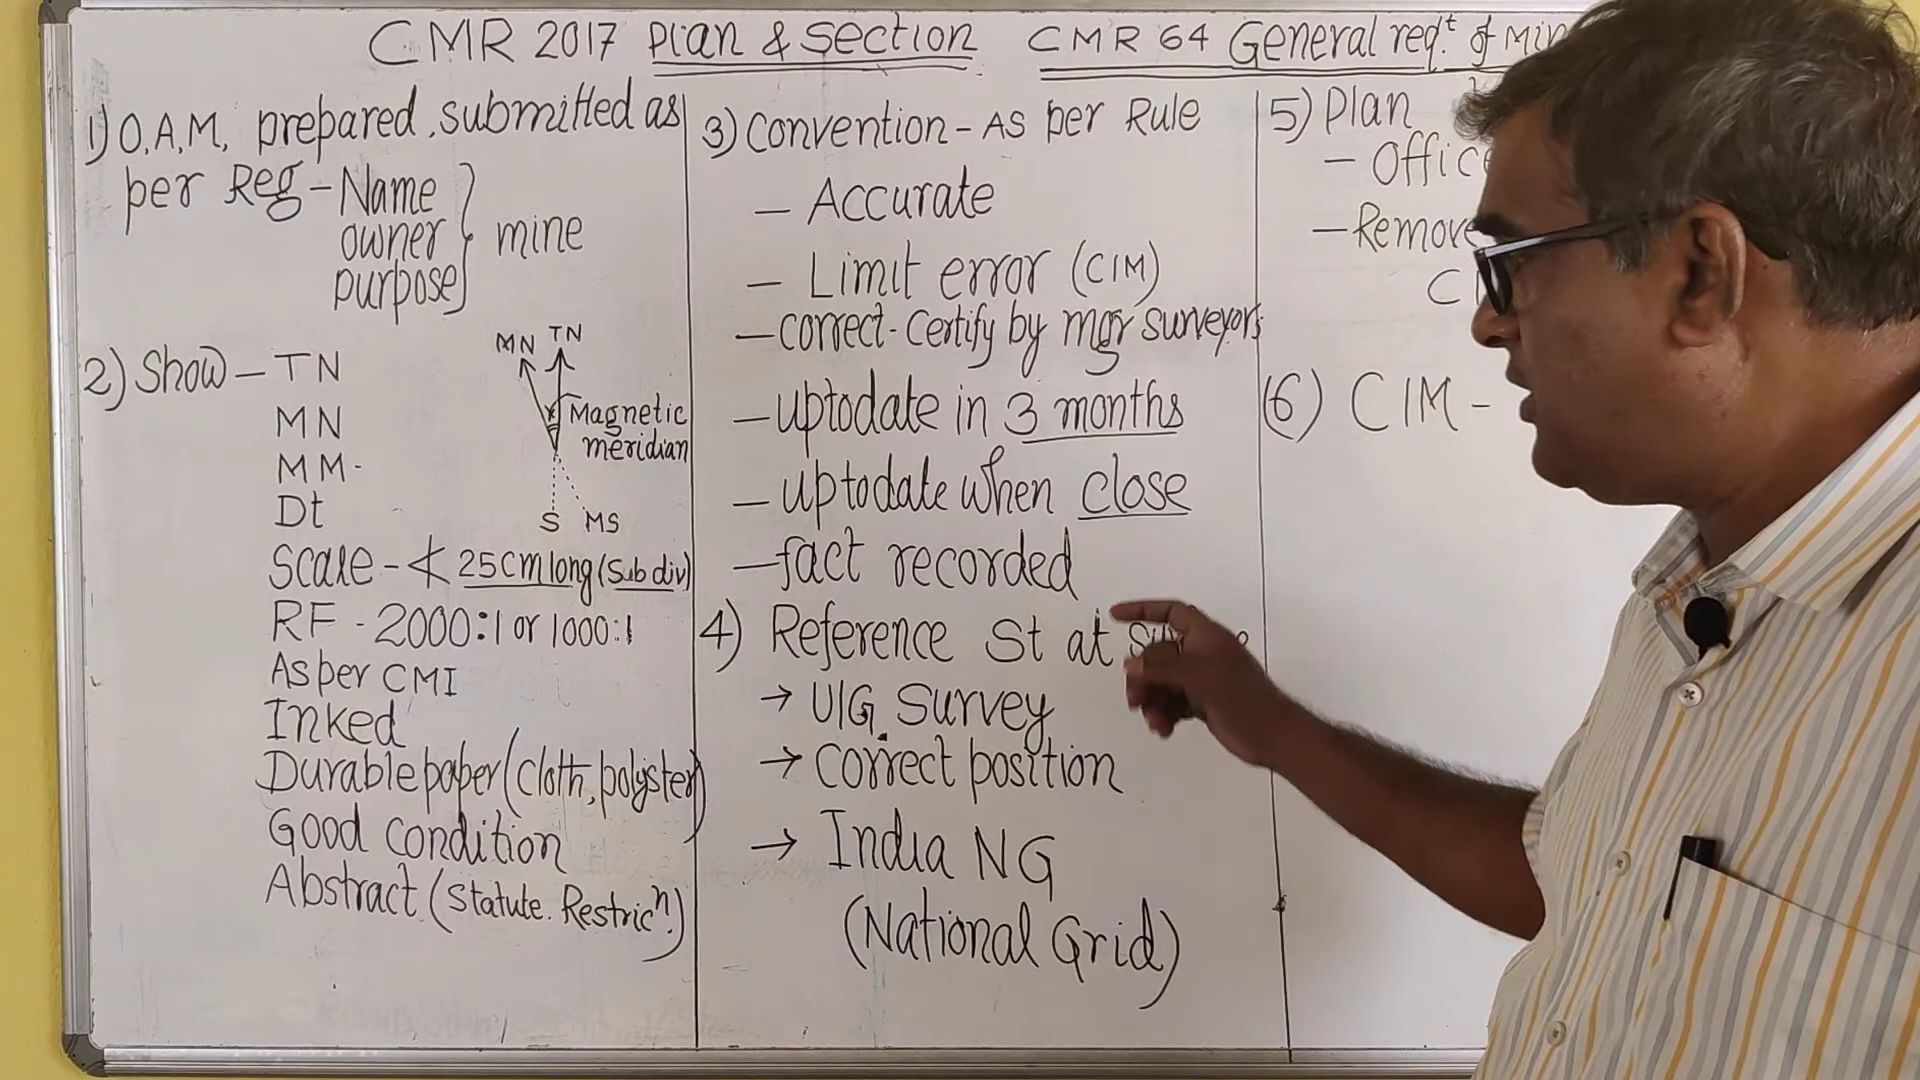 CMR 2017 Plan & Section CMR 64 General reqt. of
1) O.A.M. prepared, submitted as
per Reg - Name
owner
purpose
mine
2) Show - TN
MN
MM.
Dt
Scale - ≮ 25cm long (Sub div)
RF - 2000:1 or 1000:1
As per CMI
Inked
Durable paper (cloth, polyster)
Good condition
Abstract (Statute. Restricn.)
MN TN
Magnetic
meridian
S MS
3) Convention - AS per Rule
- Accurate
- Limit error (CIM)
- correct - Certify by mgr surveyors
- uptodate in 3 months
- uptodate when close
- fact recorded
4) Reference St at
→ U/G. Survey
→ Correct position
→ India NG
(National Grid)
5) Plan
-
-
6) CIM -